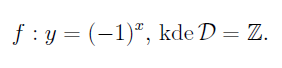 f : y = (−1)ˣ, kde 𝒟 = ℤ.